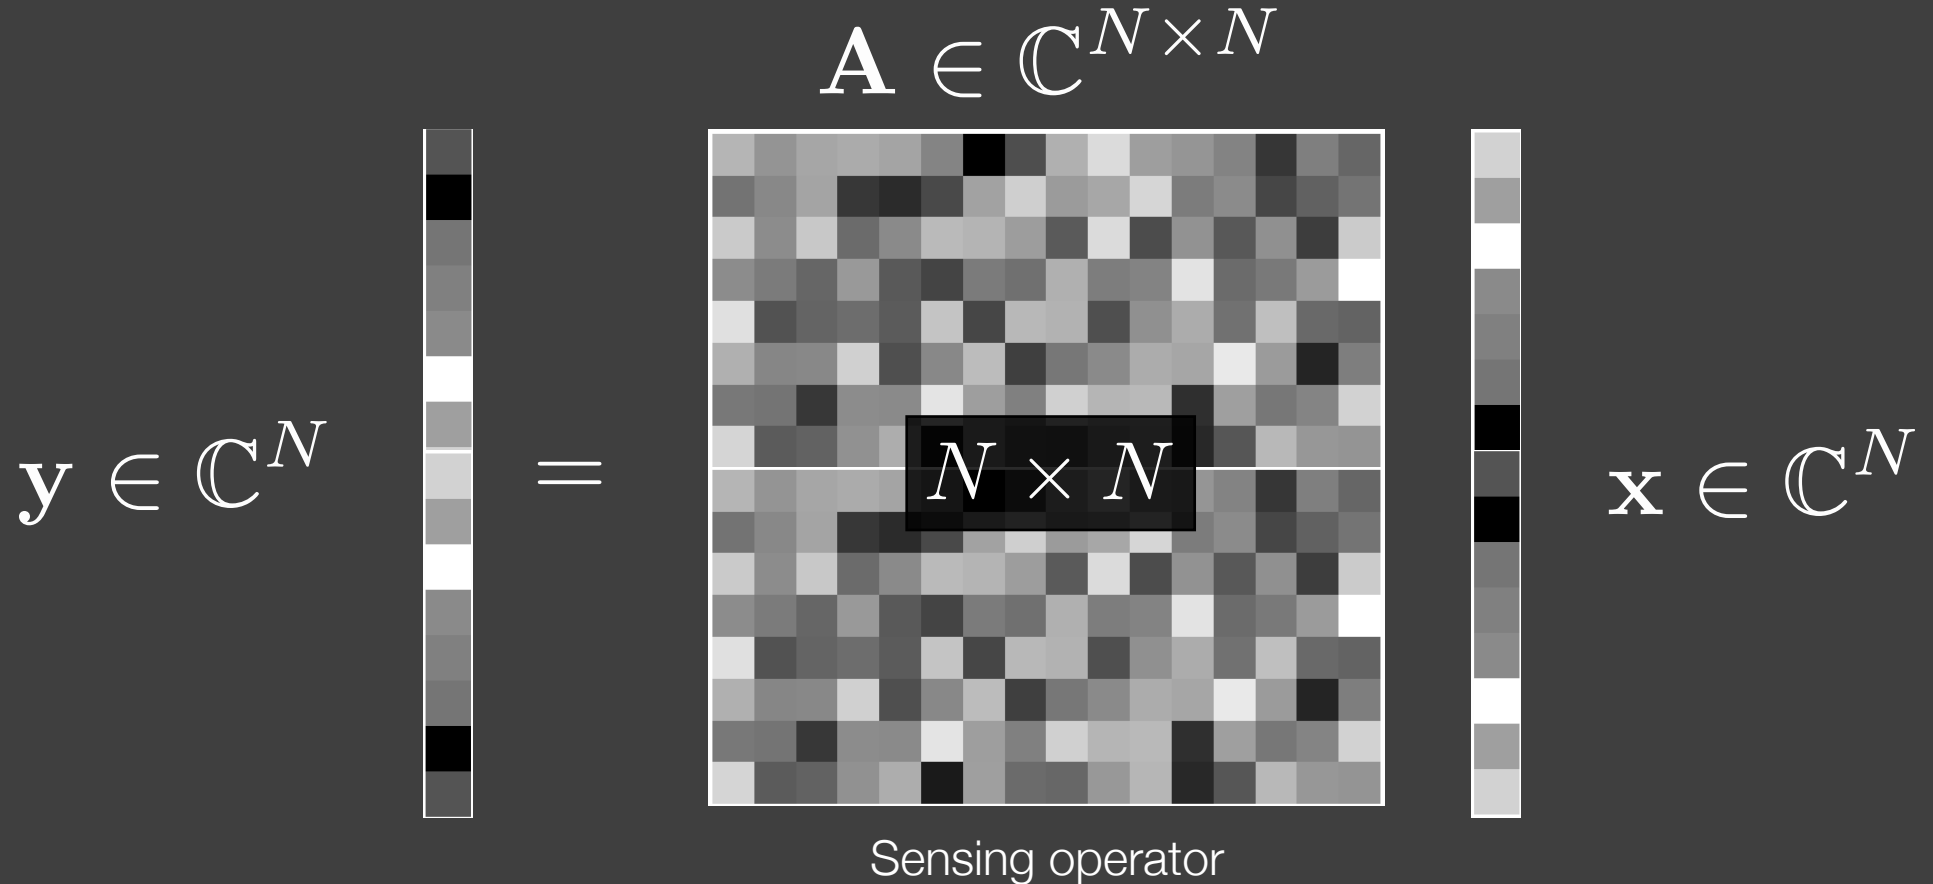 𝐀 ∈ ℂ^{N×N}
𝐲 ∈ ℂ^N
=
N × N
𝐱 ∈ ℂ^N
Sensing operator